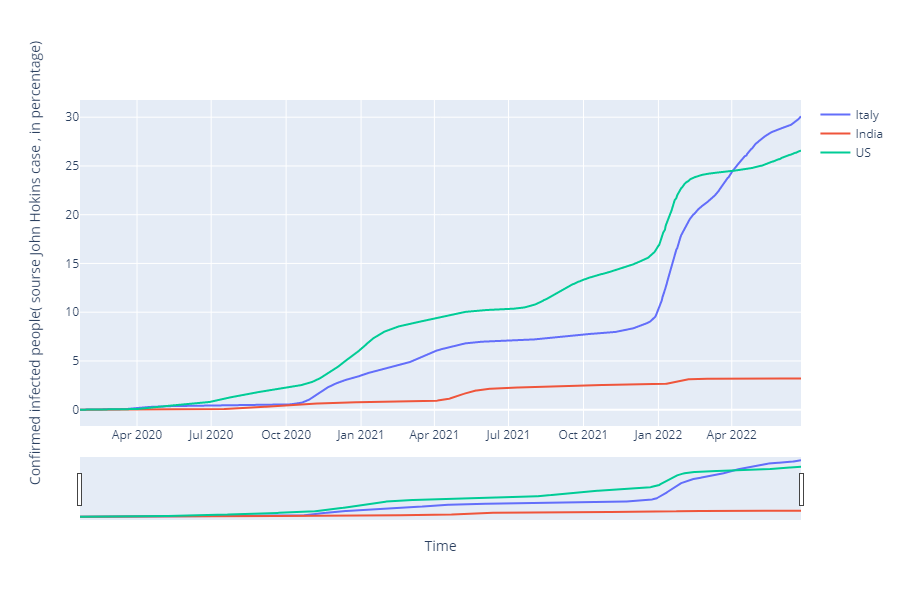 Confirmed infected people( sourse John Hokins case , in percentage)
30
25
20
15
10
5
0
Apr 2020 Jul 2020 Oct 2020 Jan 2021 Apr 2021 Jul 2021 Oct 2021 Jan 2022 Apr 2022
Time
Italy
India
US